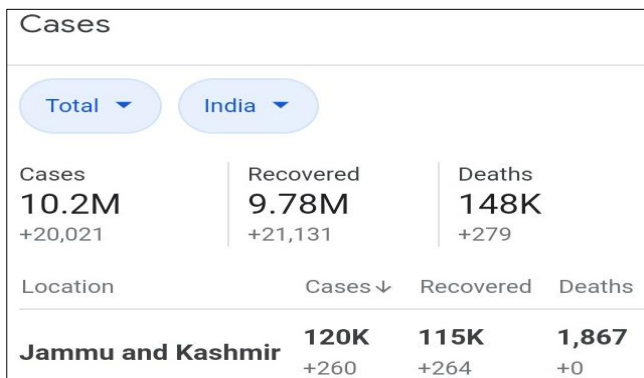 Cases
Total India
Cases Recovered Deaths
10.2M 9.78M 148K
+20,021 +21,131 +279
Location Cases↓ Recovered Deaths
Jammu and Kashmir 120K 115K 1,867
+260 +264 +0